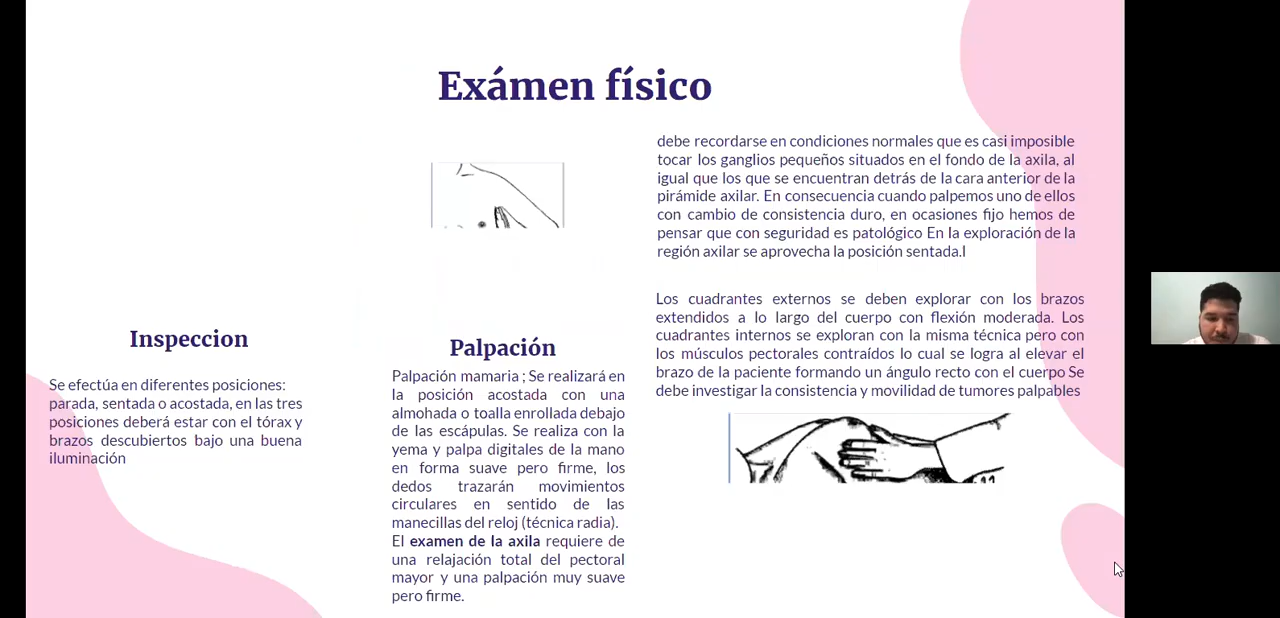 Exámen físico
Inspeccion
Se efectúa en diferentes posiciones:
parada, sentada o acostada, en las tres
posiciones deberá estar con el tórax y
brazos descubiertos bajo una buena
iluminación
Palpación
Palpación mamaria ; Se realizará en
la posición acostada con una
almohada o toalla enrollada debajo
de las escápulas. Se realiza con la
yema y palpa digitales de la mano
en forma suave pero firme, los
dedos trazarán movimientos
circulares en sentido de las
manecillas del reloj (técnica radia).
El examen de la axila requiere de
una relajación total del pectoral
mayor y una palpación muy suave
pero firme.
debe recordarse en condiciones normales que es casi imposible
tocar los ganglios pequeños situados en el fondo de la axila, al
igual que los que se encuentran detrás de la cara anterior de la
pirámide axilar. En consecuencia cuando palpemos uno de ellos
con cambio de consistencia duro, en ocasiones fijo hemos de
pensar que con seguridad es patológico En la exploración de la
región axilar se aprovecha la posición sentada.l
Los cuadrantes externos se deben explorar con los brazos
extendidos a lo largo del cuerpo con flexión moderada. Los
cuadrantes internos se exploran con la misma técnica pero con
los músculos pectorales contraídos lo cual se logra al elevar el
brazo de la paciente formando un ángulo recto con el cuerpo Se
debe investigar la consistencia y movilidad de tumores palpables